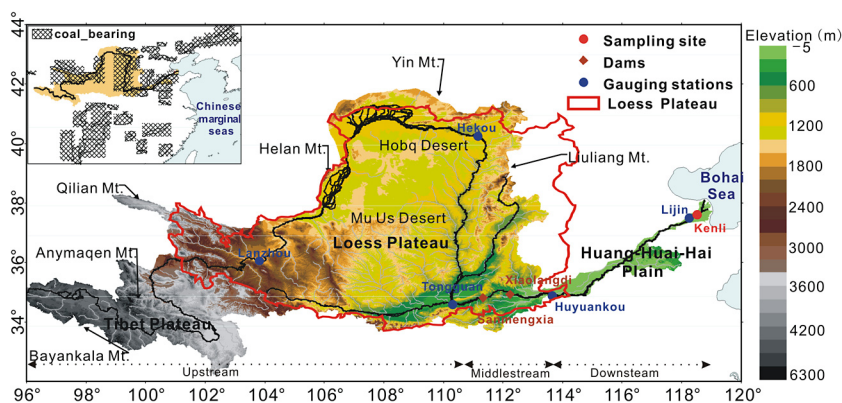 44°
42°
40°
38°
36°
34°
coal_bearing
Chinese
marginal
seas
Yin Mt.
Sampling site
Dams
Gauging stations
Loess Plateau
Elevation (m)
-5
600
1200
1800
2400
3000
3600
4200
6300
Hekou
Helan Mt.
Hobq Desert
Lluliang Mt.
Qilian Mt.
Bohai
Sea
Lijin
Kenli
Mu Us Desert
Loess Plateau
Anymaqen Mt.
Lanzhou
Huang-Huai-Hai
Plain
Tongguan
Xiaolangdi
Sanmengxia
Huyuankou
Tibet Plateau
Bayankala Mt.
Upstream
Middlestream
Downsteam
96°
98°
100°
102°
104°
106°
108°
110°
112°
114°
116°
118°
120°